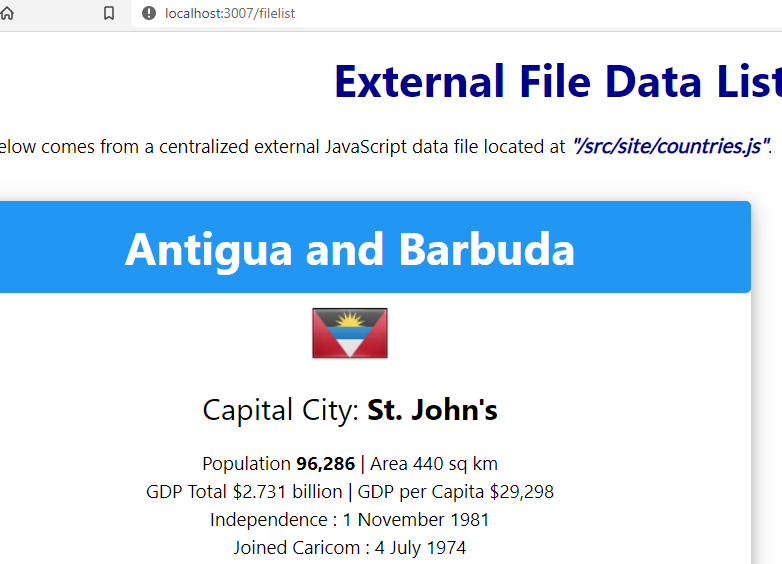 localhost:3007/filelist
External File Data List
elow comes from a centralized external JavaScript data file located at "/src/site/countries.js".
Antigua and Barbuda
Capital City: St. John's
Population 96,286 | Area 440 sq km
GDP Total $2.731 billion | GDP per Capita $29,298
Independence : 1 November 1981
Joined Caricom : 4 July 1974